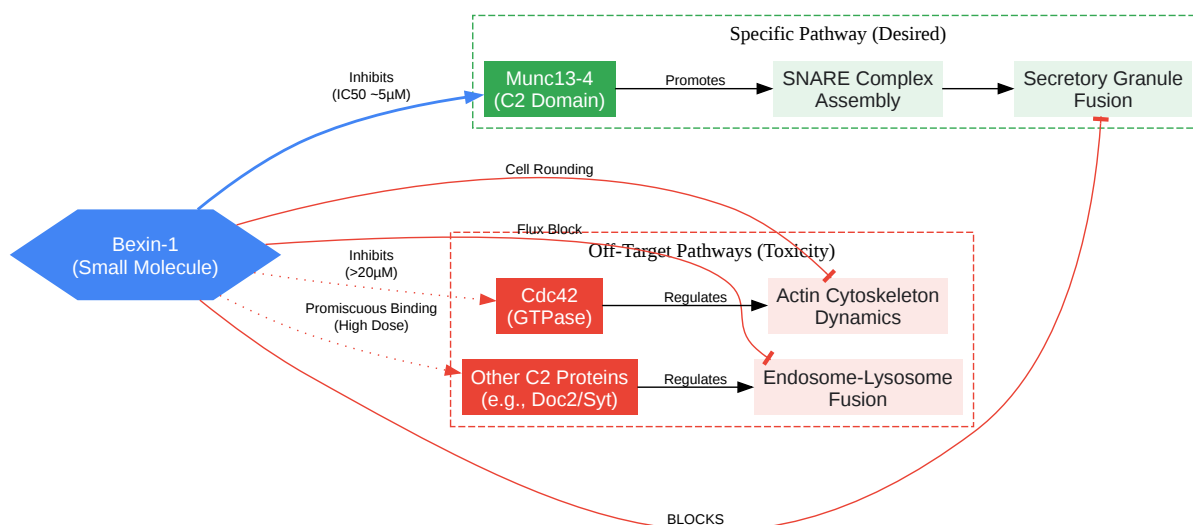 Specific Pathway (Desired)
Inhibits
(IC50 ~5µM)
Munc13-4
(C2 Domain)
Promotes
SNARE Complex
Assembly
Secretory Granule
Fusion
Cell Rounding
Bexin-1
(Small Molecule)
Flux Block
Off-Target Pathways (Toxicity)
Inhibits
(>20µM)
Cdc42
(GTPase)
Regulates
Actin Cytoskeleton
Dynamics
Promiscuous Binding
(High Dose)
Other C2 Proteins
(e.g., Doc2/Syt)
Regulates
Endosome-Lysosome
Fusion
BLOCKS